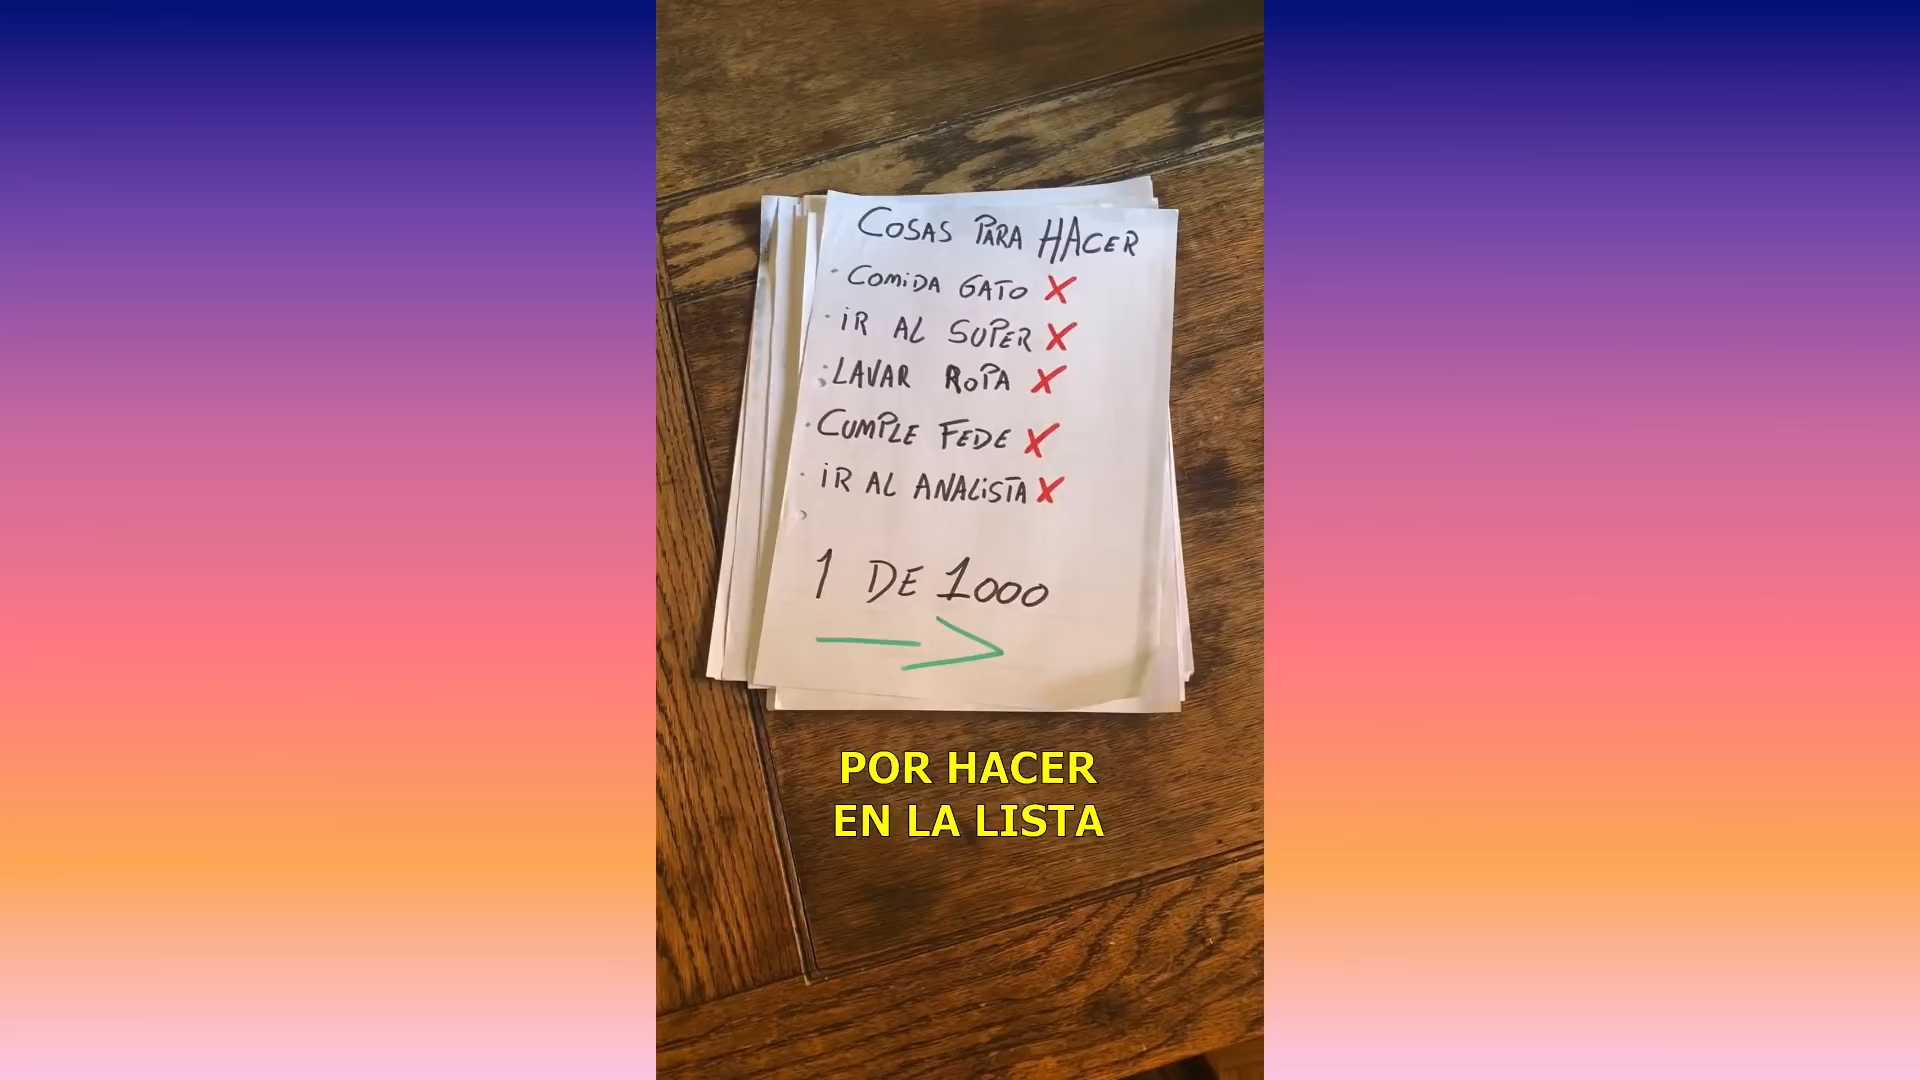 COSAS PARA HACER
· COMIDA GATO X
· IR AL SUPER X
· LAVAR ROPA X
· CUMPLE FEDE X
· IR AL ANALISTA X
1 DE 1000
POR HACER
EN LA LISTA